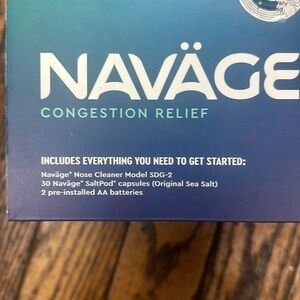 NAVÄGE
CONGESTION RELIEF
INCLUDES EVERYTHING YOU NEED TO GET STARTED:
Naväge® Nose Cleaner Model SDG-2
30 Naväge® SaltPod® capsules (Original Sea Salt)
2 pre-installed AA batteries